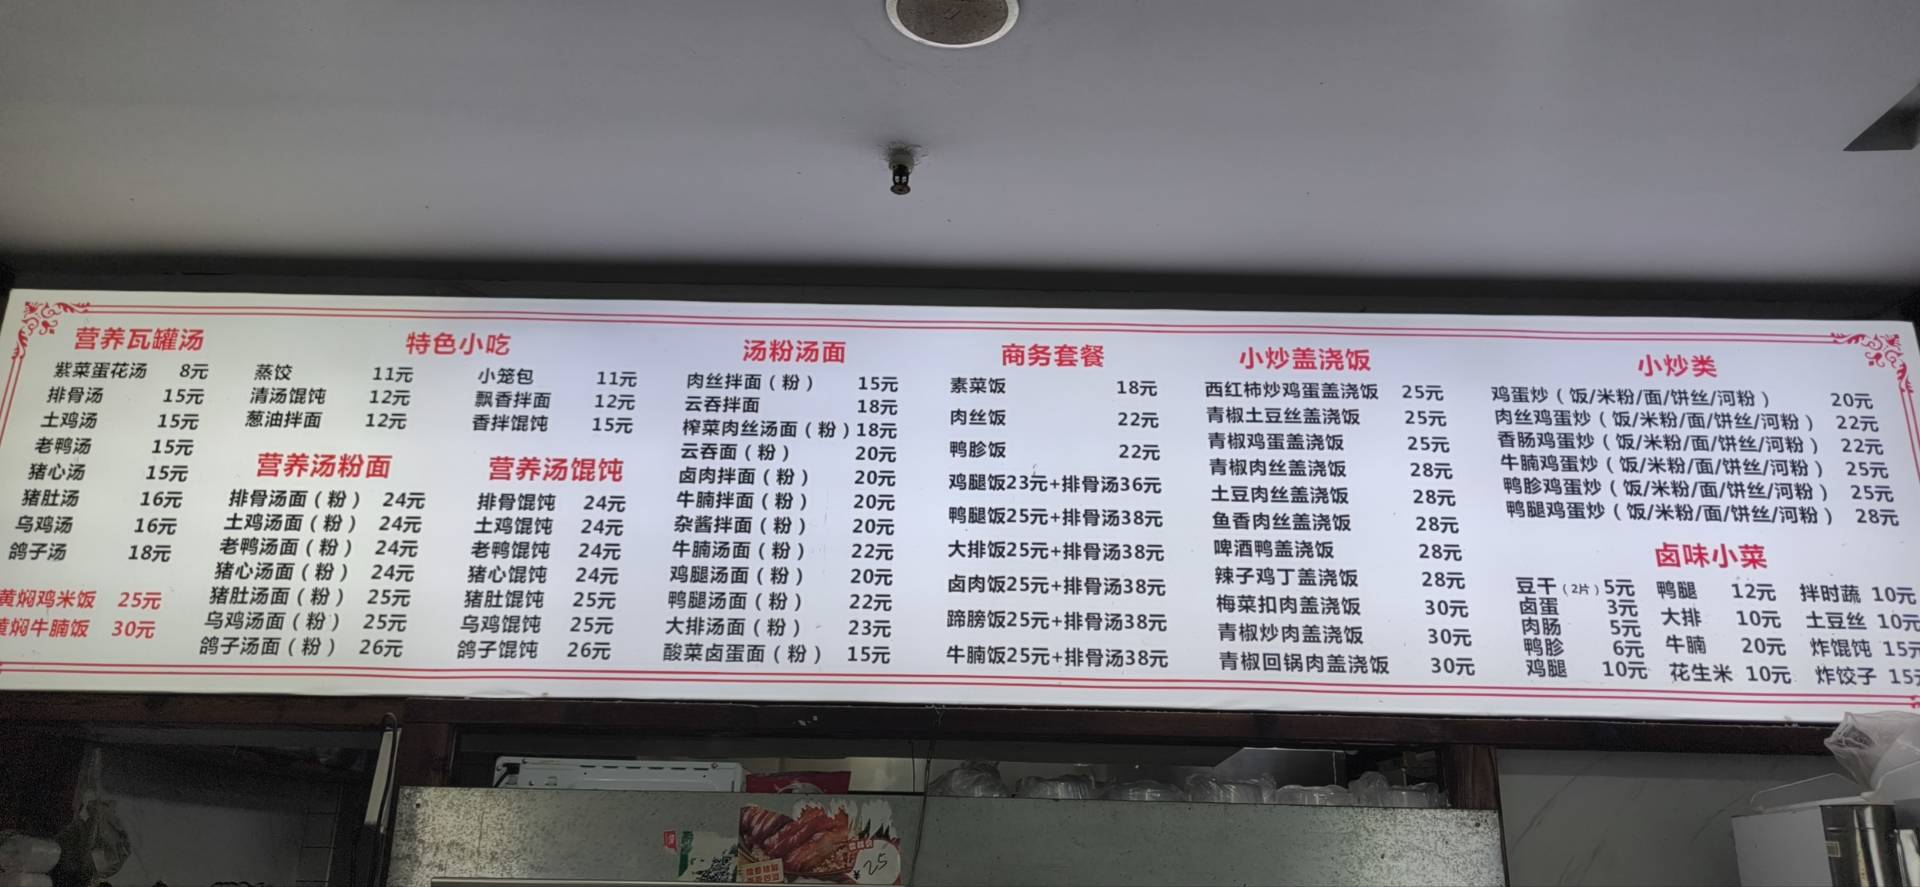 营养瓦罐汤
紫菜蛋花汤 8元
排骨汤 15元
土鸡汤 15元
老鸭汤 15元
猪心汤 15元
猪肚汤 16元
乌鸡汤 16元
鸽子汤 18元
黄焖鸡米饭 25元
黄焖牛腩饭 30元
特色小吃
蒸饺 11元 小笼包 11元
清汤馄饨 12元 飘香拌面 12元
葱油拌面 12元 香拌馄饨 15元
营养汤粉面
排骨汤面（粉） 24元
土鸡汤面（粉） 24元
老鸭汤面（粉） 24元
猪心汤面（粉） 24元
猪肚汤面（粉） 25元
乌鸡汤面（粉） 25元
鸽子汤面（粉） 26元
营养汤馄饨
排骨馄饨 24元
土鸡馄饨 24元
老鸭馄饨 24元
猪心馄饨 24元
猪肚馄饨 25元
乌鸡馄饨 25元
鸽子馄饨 26元
汤粉汤面
肉丝拌面（粉） 15元
云吞拌面 18元
榨菜肉丝汤面（粉）18元
云吞面（粉） 20元
卤肉拌面（粉） 20元
牛腩拌面（粉） 20元
杂酱拌面（粉） 20元
牛腩汤面（粉） 22元
鸡腿汤面（粉） 20元
鸭腿汤面（粉） 22元
大排汤面（粉） 23元
酸菜卤蛋面（粉） 15元
商务套餐
素菜饭 18元
肉丝饭 22元
鸭胗饭 22元
鸡腿饭23元+排骨汤36元
鸭腿饭25元+排骨汤38元
大排饭25元+排骨汤38元
卤肉饭25元+排骨汤38元
蹄膀饭25元+排骨汤38元
牛腩饭25元+排骨汤38元
小炒盖浇饭
西红柿炒鸡蛋盖浇饭 25元
青椒土豆丝盖浇饭 25元
青椒鸡蛋盖浇饭 25元
青椒肉丝盖浇饭 28元
土豆肉丝盖浇饭 28元
鱼香肉丝盖浇饭 28元
啤酒鸭盖浇饭 28元
辣子鸡丁盖浇饭 28元
梅菜扣肉盖浇饭 30元
青椒炒肉盖浇饭 30元
青椒回锅肉盖浇饭 30元
小炒类
鸡蛋炒（饭/米粉/面/饼丝/河粉） 20元
肉丝鸡蛋炒（饭/米粉/面/饼丝/河粉） 22元
香肠鸡蛋炒（饭/米粉/面/饼丝/河粉） 22元
牛腩鸡蛋炒（饭/米粉/面/饼丝/河粉） 25元
鸭胗鸡蛋炒（饭/米粉/面/饼丝/河粉） 25元
鸭腿鸡蛋炒（饭/米粉/面/饼丝/河粉） 28元
卤味小菜
豆干（2片）5元 鸭腿 12元 拌时蔬 10元
卤蛋 3元 大排 10元 土豆丝 10元
肉肠 5元
鸭胗 6元 牛腩 20元 炸馄饨 15元
鸡腿 10元 花生米 10元 炸饺子 15元
¥25